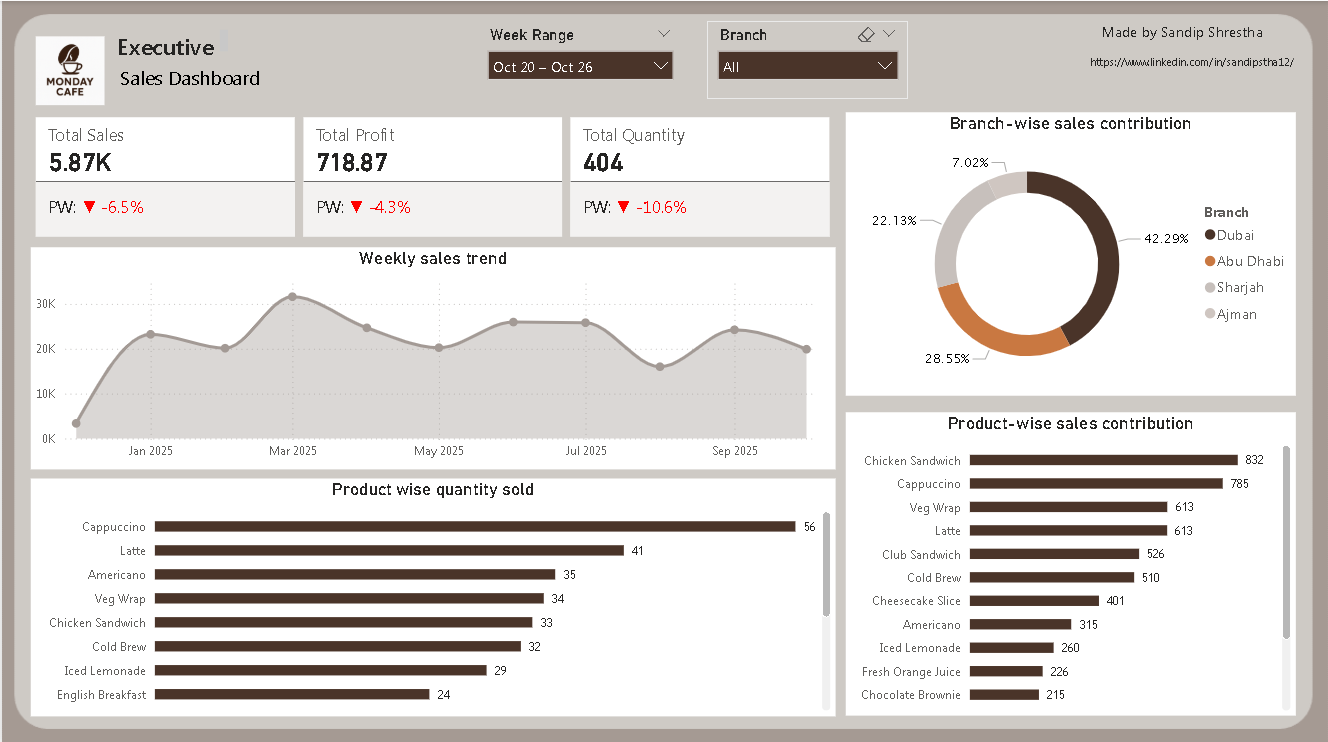 MONDAY
CAFE
Executive
Sales Dashboard
Week Range
Oct 20 – Oct 26
Branch
All
Made by Sandip Shrestha
https://www.linkedin.com/in/sandipstha12/
Total Sales
5.87K
PW: ▼ -6.5%
Total Profit
718.87
PW: ▼ -4.3%
Total Quantity
404
PW: ▼ -10.6%
Branch-wise sales contribution
7.02%
22.13%
42.29%
28.55%
Branch
Dubai
Abu Dhabi
Sharjah
Ajman
Weekly sales trend
30K
20K
10K
0K
Jan 2025
Mar 2025
May 2025
Jul 2025
Sep 2025
Product wise quantity sold
Cappuccino 56
Latte 41
Americano 35
Veg Wrap 34
Chicken Sandwich 33
Cold Brew 32
Iced Lemonade 29
English Breakfast 24
Product-wise sales contribution
Chicken Sandwich 832
Cappuccino 785
Veg Wrap 613
Latte 613
Club Sandwich 526
Cold Brew 510
Cheesecake Slice 401
Americano 315
Iced Lemonade 260
Fresh Orange Juice 226
Chocolate Brownie 215